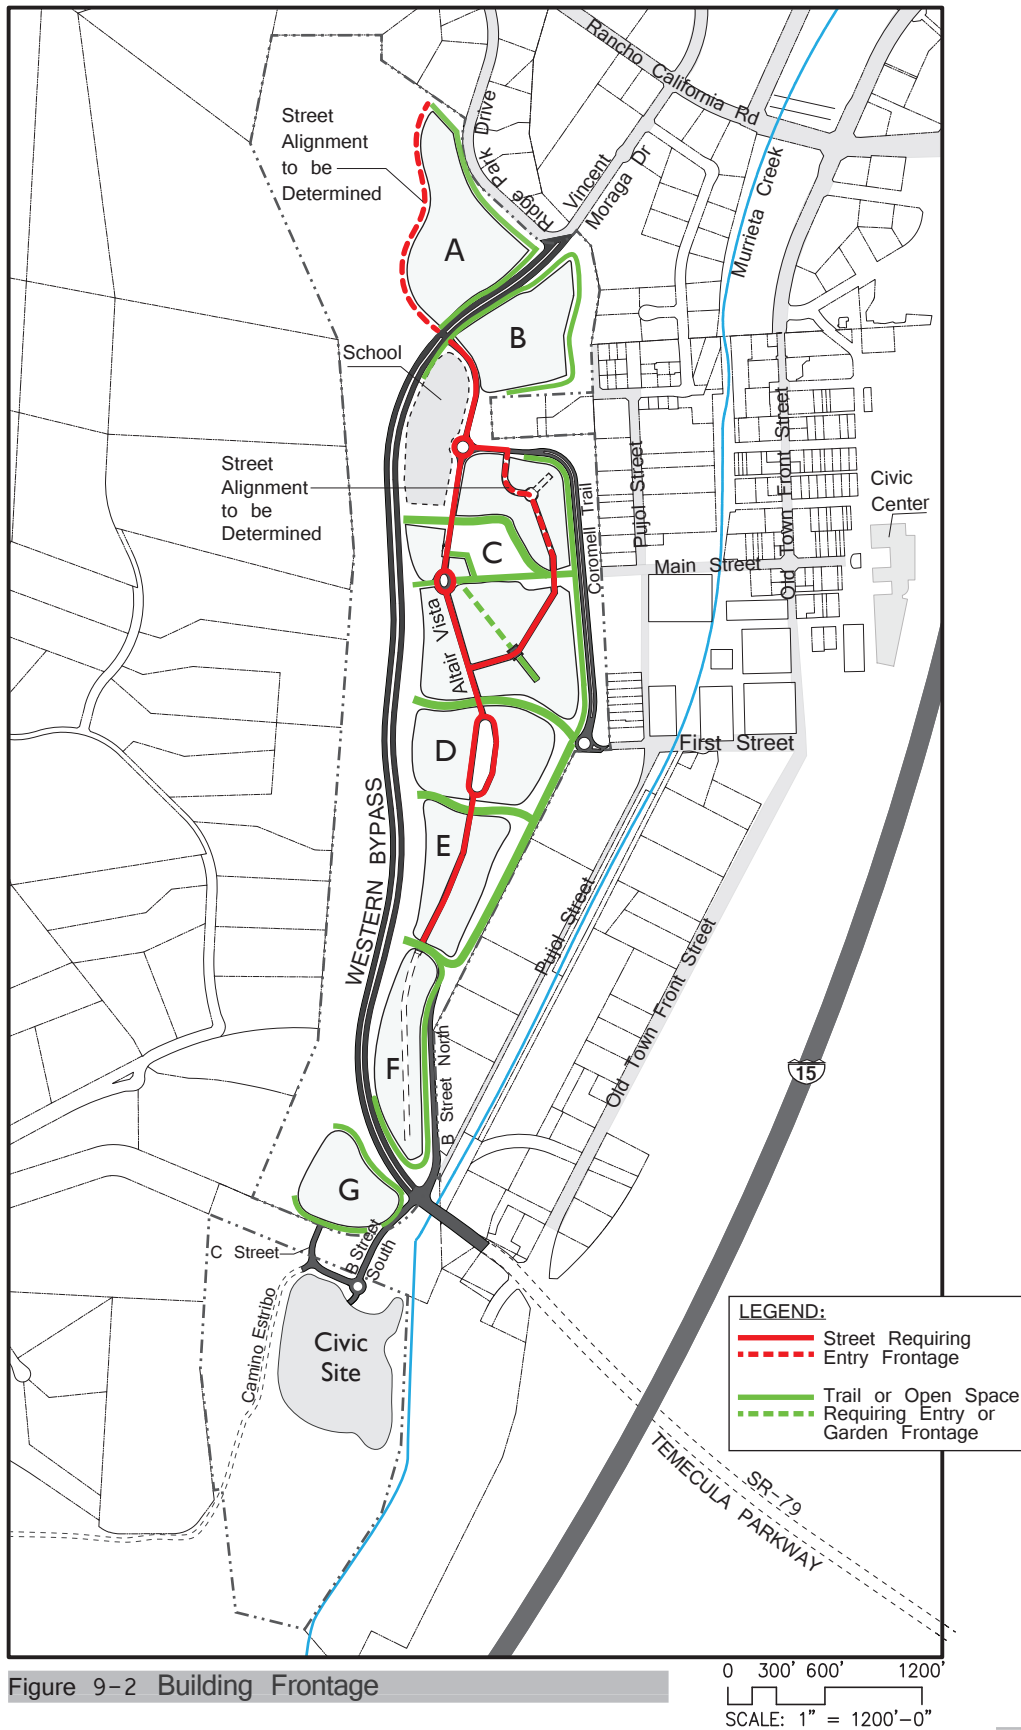 Rancho California Rd
Street
Alignment
to be
Determined
Ridge Park Drive
Vincent
Moraga Dr
Murrieta Creek
A
B
School
Street
Alignment
to be
Determined
Pujol Street
Old Town Front Street
Civic
Center
Coromell Trail
C
Main Street
Altair Vista
D
First Street
WESTERN BYPASS
E
Pujol Street
Old Town Front Street
F
B Street North
15
G
C Street
B Street
South
Camino Estribo
Civic
Site
LEGEND:
Street Requiring
Entry Frontage
Trail or Open Space
Requiring Entry or
Garden Frontage
SR-79
TEMECULA PARKWAY
Figure 9-2 Building Frontage
0 300' 600' 1200'
SCALE: 1" = 1200'-0"